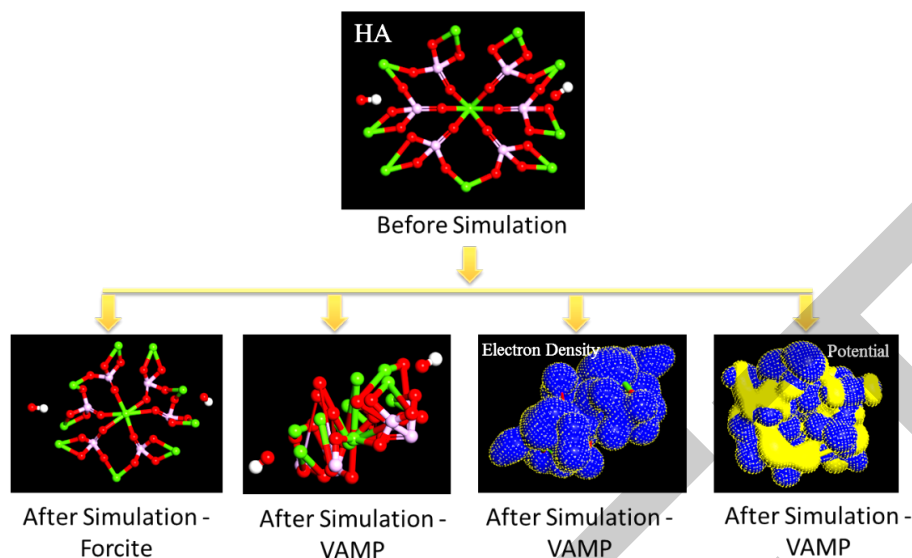 HA
Before Simulation
Electron Density
Potential
After Simulation -
Forcite
After Simulation -
VAMP
After Simulation -
VAMP
After Simulation -
VAMP